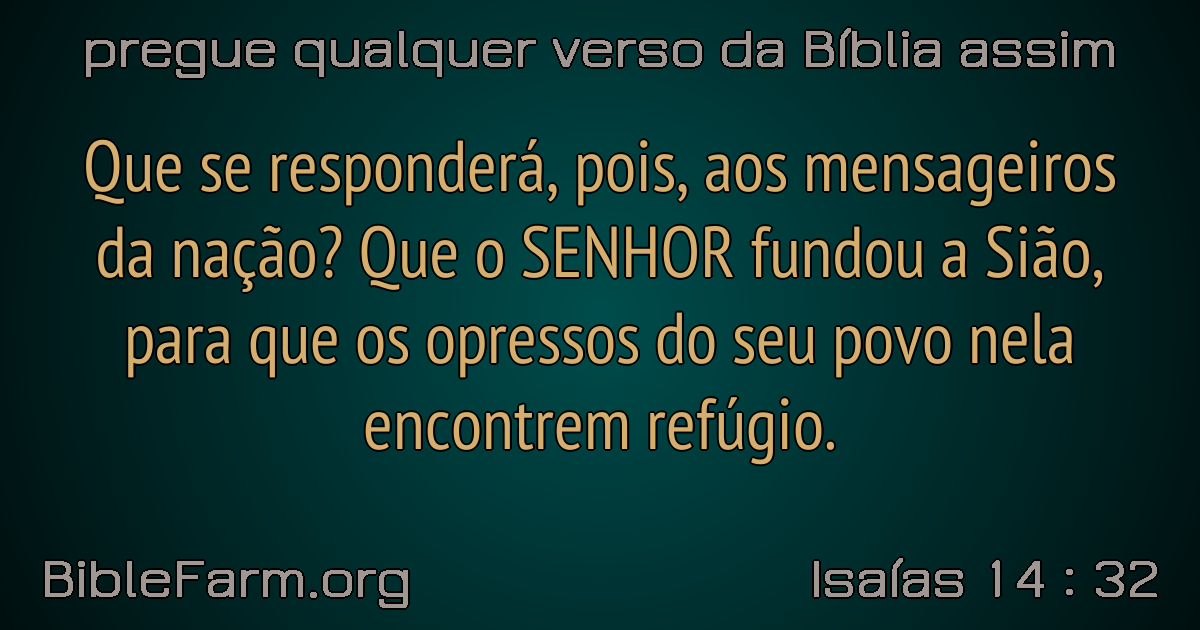 pregue qualquer verso da Bíblia assim
Que se responderá, pois, aos mensageiros
da nação? Que o SENHOR fundou a Sião,
para que os opressos do seu povo nela
encontrem refúgio.
BibleFarm.org
Isaías 14 : 32